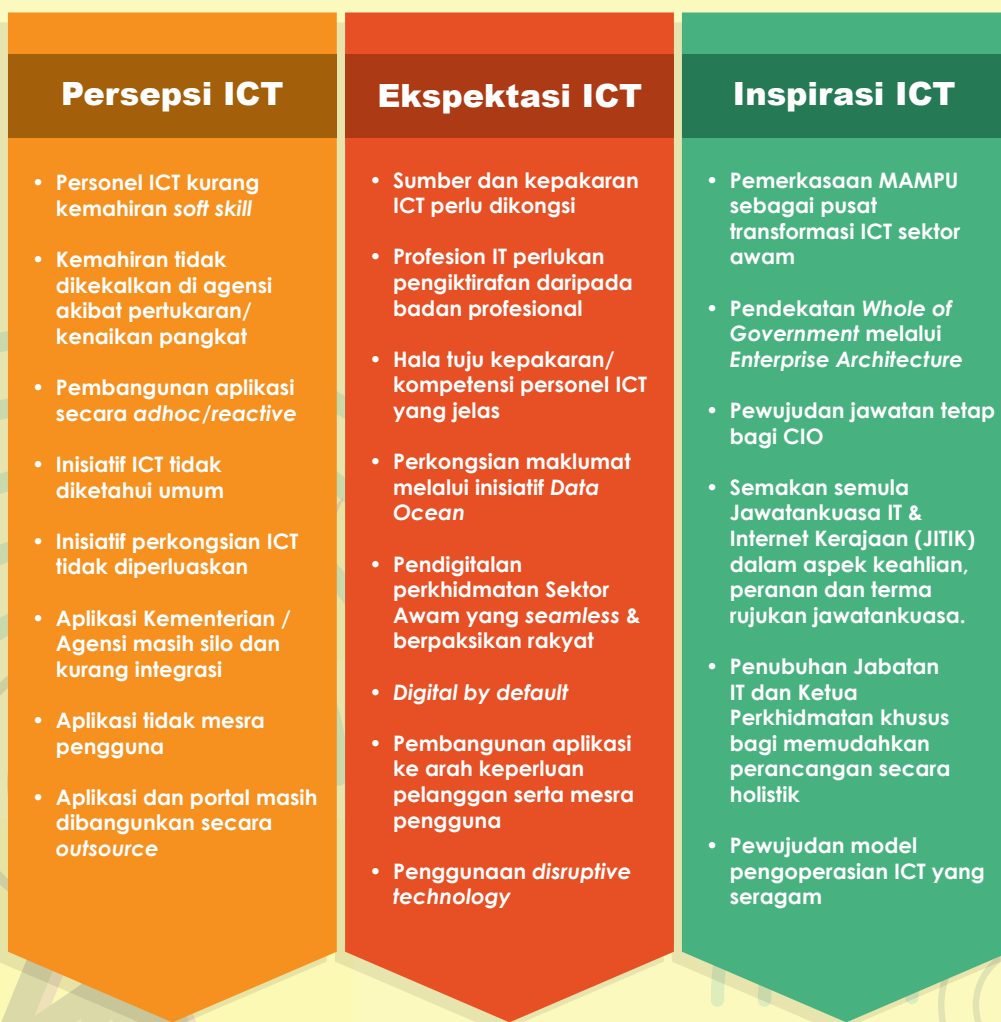 Persepsi ICT
• Personel ICT kurang
kemahiran soft skill
• Kemahiran tidak
dikekalkan di agensi
akibat pertukaran/
kenaikan pangkat
• Pembangunan aplikasi
secara adhoc/reactive
• Inisiatif ICT tidak
diketahui umum
• Inisiatif perkongsian ICT
tidak diperluaskan
• Aplikasi Kementerian /
Agensi masih silo dan
kurang integrasi
• Aplikasi tidak mesra
pengguna
• Aplikasi dan portal masih
dibangunkan secara
outsource
Ekspektasi ICT
• Sumber dan kepakaran
ICT perlu dikongsi
• Profesion IT perlukan
pengiktirafan daripada
badan profesional
• Hala tuju kepakaran/
kompetensi personel ICT
yang jelas
• Perkongsian maklumat
melalui inisiatif Data
Ocean
• Pendigitalan
perkhidmatan Sektor
Awam yang seamless &
berpaksikan rakyat
• Digital by default
• Pembangunan aplikasi
ke arah keperluan
pelanggan serta mesra
pengguna
• Penggunaan disruptive
technology
Inspirasi ICT
• Pemerkasaan MAMPU
sebagai pusat
transformasi ICT sektor
awam
• Pendekatan Whole of
Government melalui
Enterprise Architecture
• Pewujudan jawatan tetap
bagi CIO
• Semakan semula
Jawatankuasa IT &
Internet Kerajaan (JITIK)
dalam aspek keahlian,
peranan dan terma
rujukan jawatankuasa.
• Penubuhan Jabatan
IT dan Ketua
Perkhidmatan khusus
bagi memudahkan
perancangan secara
holistik
• Pewujudan model
pengoperasian ICT yang
seragam